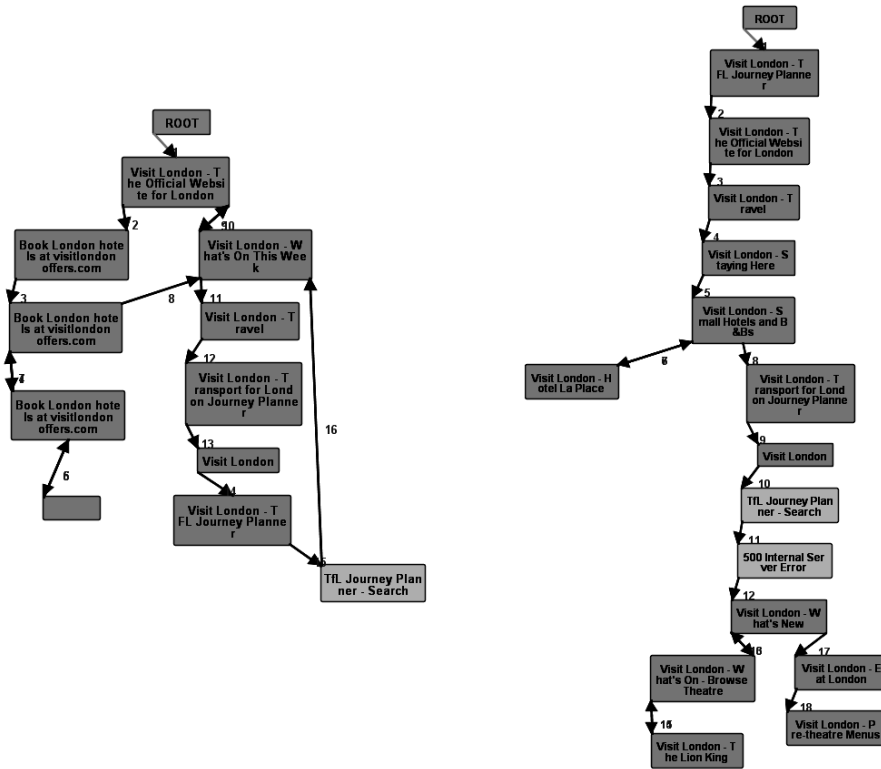 ROOT
1
Visit London - T
he Official Websi
te for London
2
Book London hote
ls at visitlondon
offers.com
Visit London - W
hat's On This Wee
k
3
8
11
Book London hote
ls at visitlondon
offers.com
Visit London - T
ravel
12
Visit London - T
ransport for Lond
on Journey Planne
r
Book London hote
ls at visitlondon
offers.com
16
13
Visit London
Visit London - T
FL Journey Planne
r
TfL Journey Plan
ner - Search
ROOT
Visit London - T
FL Journey Planne
r
2
Visit London - T
he Official Websi
te for London
3
Visit London - T
ravel
4
Visit London - S
taying Here
5
Visit London - S
mall Hotels and B
&Bs
8
Visit London - H
otel La Place
Visit London - T
ransport for Lond
on Journey Planne
r
9
Visit London
10
TfL Journey Plan
ner - Search
11
500 Internal Ser
ver Error
12
Visit London - W
hat's New
17
Visit London - W
hat's On - Browse
Theatre
Visit London - E
at London
18
Visit London - P
re-theatre Menus
Visit London - T
he Lion King